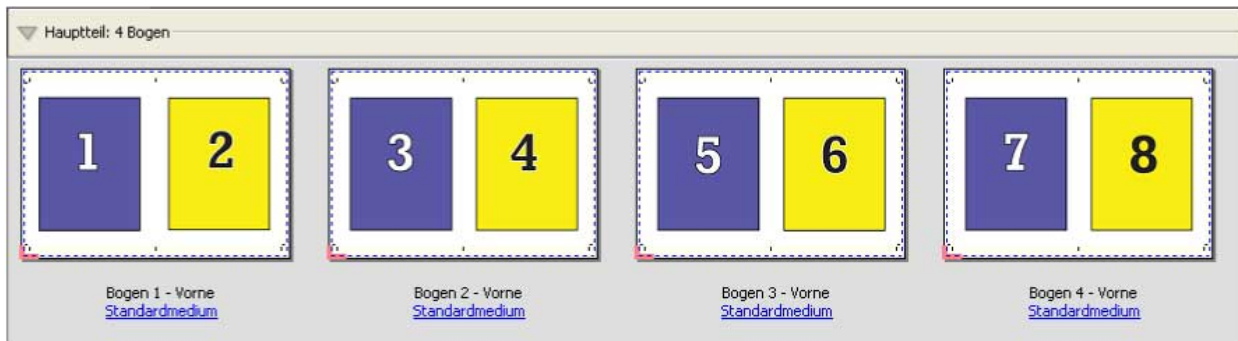 Hauptteil: 4 Bogen
1 2 3 4 5 6 7 8
Bogen 1 - Vorne Bogen 2 - Vorne Bogen 3 - Vorne Bogen 4 - Vorne
Standardmedium Standardmedium Standardmedium Standardmedium